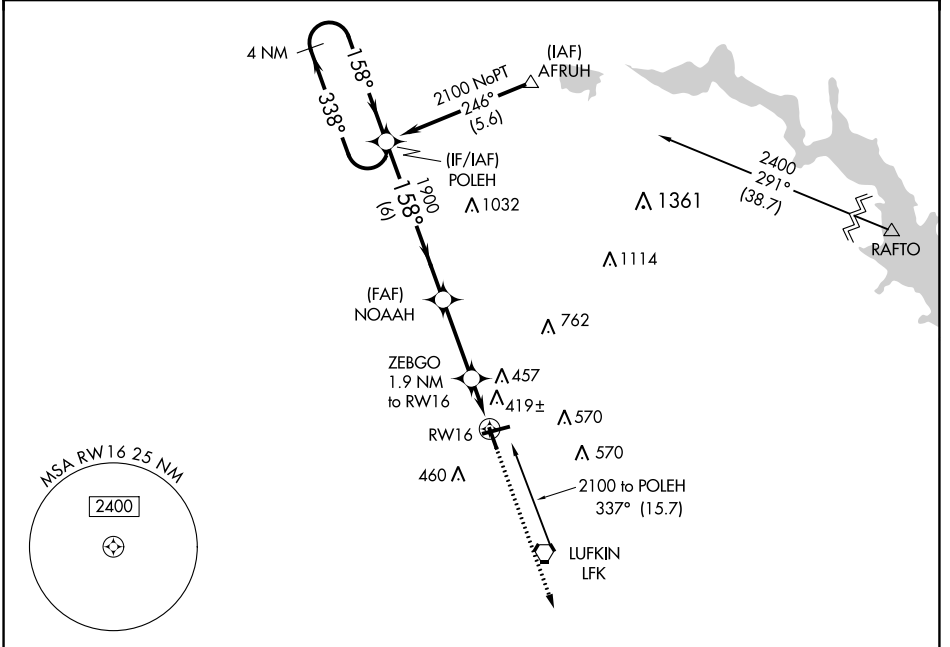 4 NM
158°
338°
(IAF)
AFRUH
2100 NoPT
246°
(5.6)
(IF/IAF)
POLEH
1900
158°
(6)
1032
1361
2400
291°
(38.7)
RAFTO
1114
(FAF)
NOAAH
762
ZEBGO
1.9 NM
to RW16
457
419±
RW16
570
570
460
2100 to POLEH
337° (15.7)
LUFKIN
LFK
MSA RW16 25 NM
2400